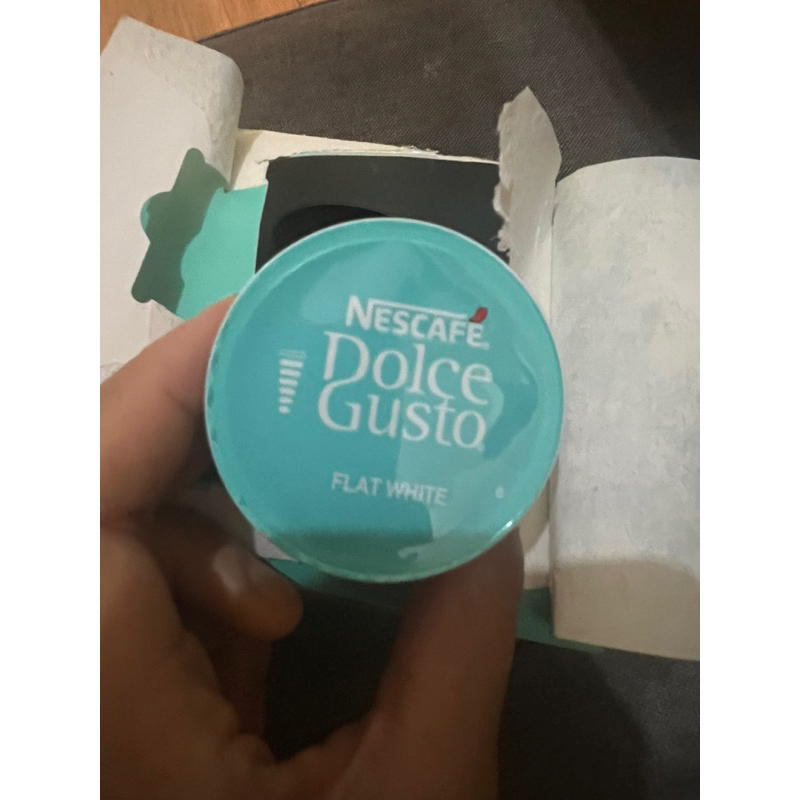 NESCAFÉ
Dolce
Gusto
FLAT WHITE